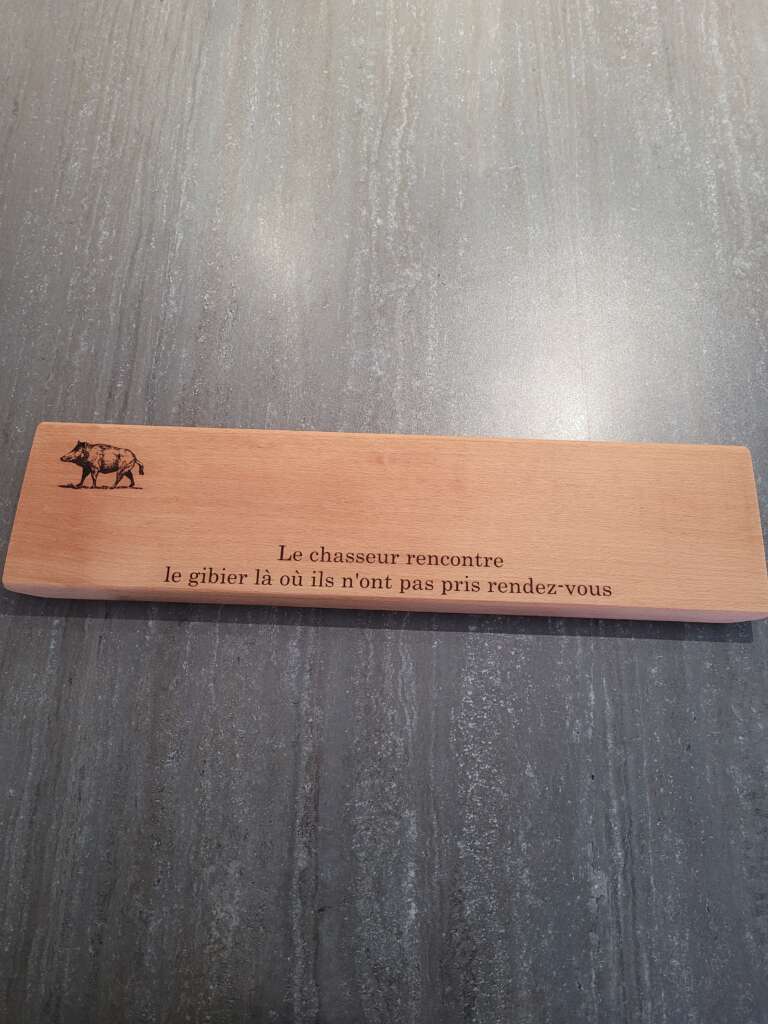 Le chasseur rencontre
le gibier là où ils n'ont pas pris rendez-vous